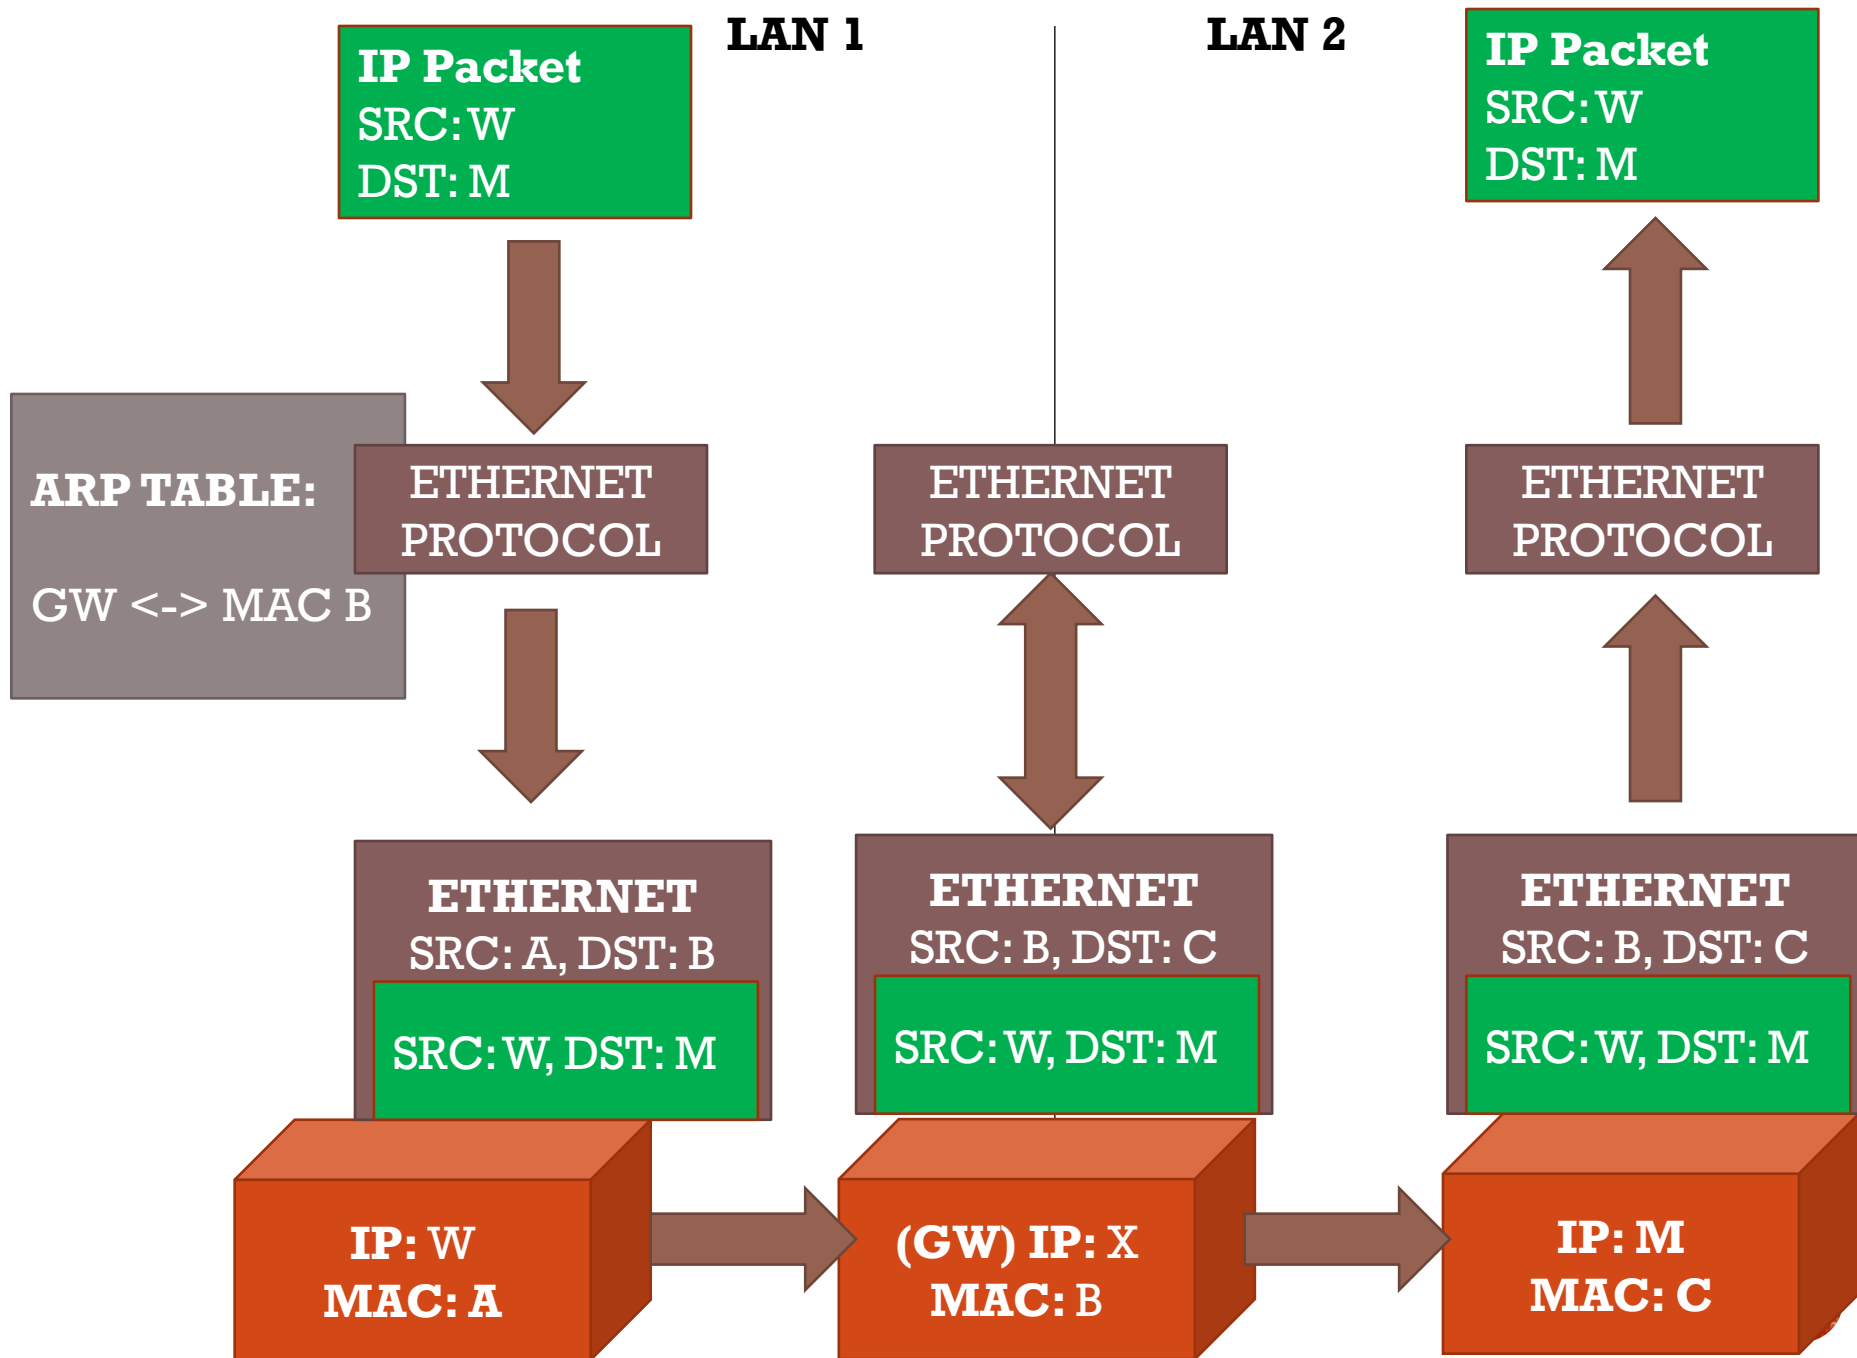 LAN 1
LAN 2
IP Packet
SRC: W
DST: M
IP Packet
SRC: W
DST: M
ARP TABLE:
GW <-> MAC B
ETHERNET
PROTOCOL
ETHERNET
PROTOCOL
ETHERNET
PROTOCOL
ETHERNET
SRC: A, DST: B
SRC: W, DST: M
ETHERNET
SRC: B, DST: C
SRC: W, DST: M
ETHERNET
SRC: B, DST: C
SRC: W, DST: M
IP: W
MAC: A
(GW) IP: X
MAC: B
IP: M
MAC: C